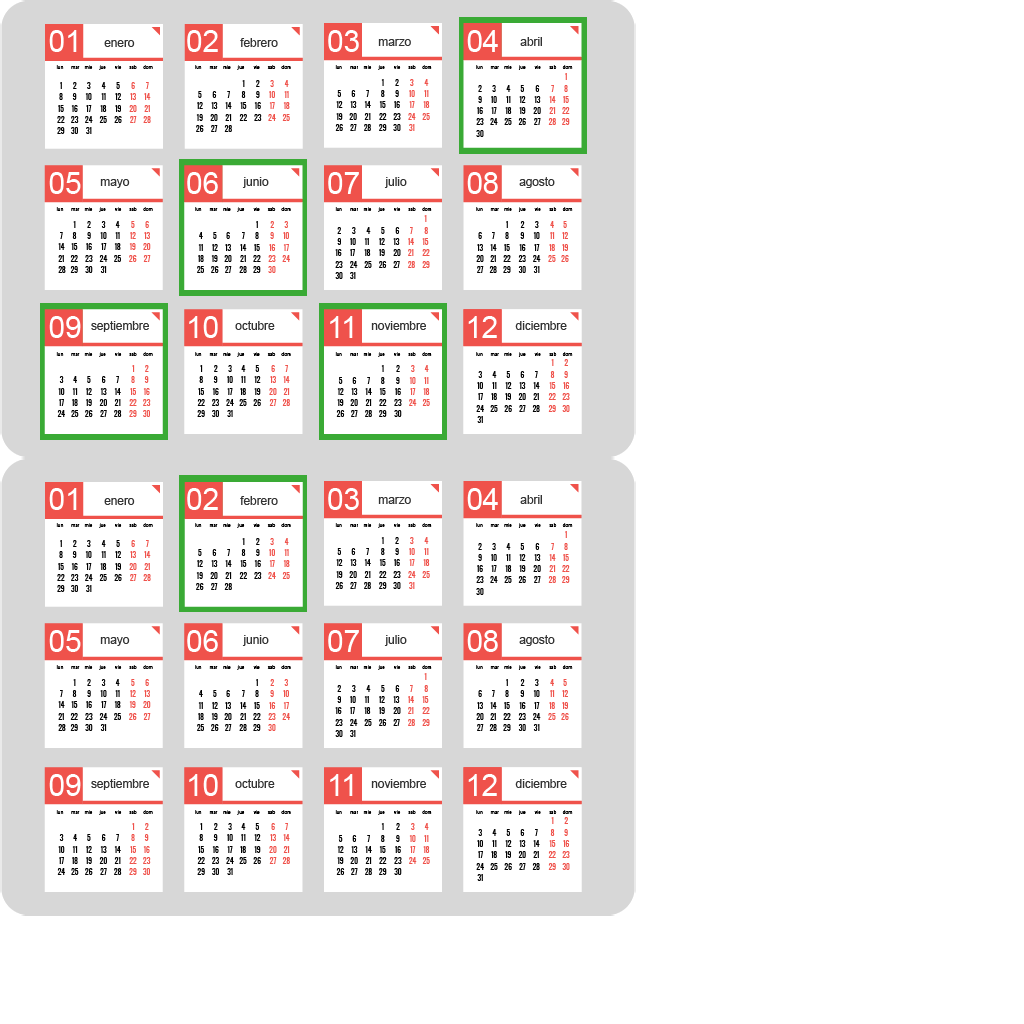 01 enero
lun mar mie jue vie sab dom
1 2 3 4 5 6 7
8 9 10 11 12 13 14
15 16 17 18 19 20 21
22 23 24 25 26 27 28
29 30 31
02 febrero
lun mar mie jue vie sab dom
1 2 3 4
5 6 7 8 9 10 11
12 13 14 15 16 17 18
19 20 21 22 23 24 25
26 27 28
03 marzo
lun mar mie jue vie sab dom
1 2 3 4
5 6 7 8 9 10 11
12 13 14 15 16 17 18
19 20 21 22 23 24 25
26 27 28 29 30 31
04 abril
lun mar mie jue vie sab dom
1
2 3 4 5 6 7 8
9 10 11 12 13 14 15
16 17 18 19 20 21 22
23 24 25 26 27 28 29
30
05 mayo
lun mar mie jue vie sab dom
1 2 3 4 5 6
7 8 9 10 11 12 13
14 15 16 17 18 19 20
21 22 23 24 25 26 27
28 29 30 31
06 junio
lun mar mie jue vie sab dom
1 2 3
4 5 6 7 8 9 10
11 12 13 14 15 16 17
18 19 20 21 22 23 24
25 26 27 28 29 30
07 julio
lun mar mie jue vie sab dom
1
2 3 4 5 6 7 8
9 10 11 12 13 14 15
16 17 18 19 20 21 22
23 24 25 26 27 28 29
30 31
08 agosto
lun mar mie jue vie sab dom
1 2 3 4 5
6 7 8 9 10 11 12
13 14 15 16 17 18 19
20 21 22 23 24 25 26
27 28 29 30 31
09 septiembre
lun mar mie jue vie sab dom
1 2
3 4 5 6 7 8 9
10 11 12 13 14 15 16
17 18 19 20 21 22 23
24 25 26 27 28 29 30
10 octubre
lun mar mie jue vie sab dom
1 2 3 4 5 6 7
8 9 10 11 12 13 14
15 16 17 18 19 20 21
22 23 24 25 26 27 28
29 30 31
11 noviembre
lun mar mie jue vie sab dom
1 2 3 4
5 6 7 8 9 10 11
12 13 14 15 16 17 18
19 20 21 22 23 24 25
26 27 28 29 30
12 diciembre
lun mar mie jue vie sab dom
1 2
3 4 5 6 7 8 9
10 11 12 13 14 15 16
17 18 19 20 21 22 23
24 25 26 27 28 29 30
31
01 enero
lun mar mie jue vie sab dom
1 2 3 4 5 6 7
8 9 10 11 12 13 14
15 16 17 18 19 20 21
22 23 24 25 26 27 28
29 30 31
02 febrero
lun mar mie jue vie sab dom
1 2 3 4
5 6 7 8 9 10 11
12 13 14 15 16 17 18
19 20 21 22 23 24 25
26 27 28
03 marzo
lun mar mie jue vie sab dom
1 2 3 4
5 6 7 8 9 10 11
12 13 14 15 16 17 18
19 20 21 22 23 24 25
26 27 28 29 30 31
04 abril
lun mar mie jue vie sab dom
1
2 3 4 5 6 7 8
9 10 11 12 13 14 15
16 17 18 19 20 21 22
23 24 25 26 27 28 29
30
05 mayo
lun mar mie jue vie sab dom
1 2 3 4 5 6
7 8 9 10 11 12 13
14 15 16 17 18 19 20
21 22 23 24 25 26 27
28 29 30 31
06 junio
lun mar mie jue vie sab dom
1 2 3
4 5 6 7 8 9 10
11 12 13 14 15 16 17
18 19 20 21 22 23 24
25 26 27 28 29 30
07 julio
lun mar mie jue vie sab dom
1
2 3 4 5 6 7 8
9 10 11 12 13 14 15
16 17 18 19 20 21 22
23 24 25 26 27 28 29
30 31
08 agosto
lun mar mie jue vie sab dom
1 2 3 4 5
6 7 8 9 10 11 12
13 14 15 16 17 18 19
20 21 22 23 24 25 26
27 28 29 30 31
09 septiembre
lun mar mie jue vie sab dom
1 2
3 4 5 6 7 8 9
10 11 12 13 14 15 16
17 18 19 20 21 22 23
24 25 26 27 28 29 30
10 octubre
lun mar mie jue vie sab dom
1 2 3 4 5 6 7
8 9 10 11 12 13 14
15 16 17 18 19 20 21
22 23 24 25 26 27 28
29 30 31
11 noviembre
lun mar mie jue vie sab dom
1 2 3 4
5 6 7 8 9 10 11
12 13 14 15 16 17 18
19 20 21 22 23 24 25
26 27 28 29 30
12 diciembre
lun mar mie jue vie sab dom
1 2
3 4 5 6 7 8 9
10 11 12 13 14 15 16
17 18 19 20 21 22 23
24 25 26 27 28 29 30
31